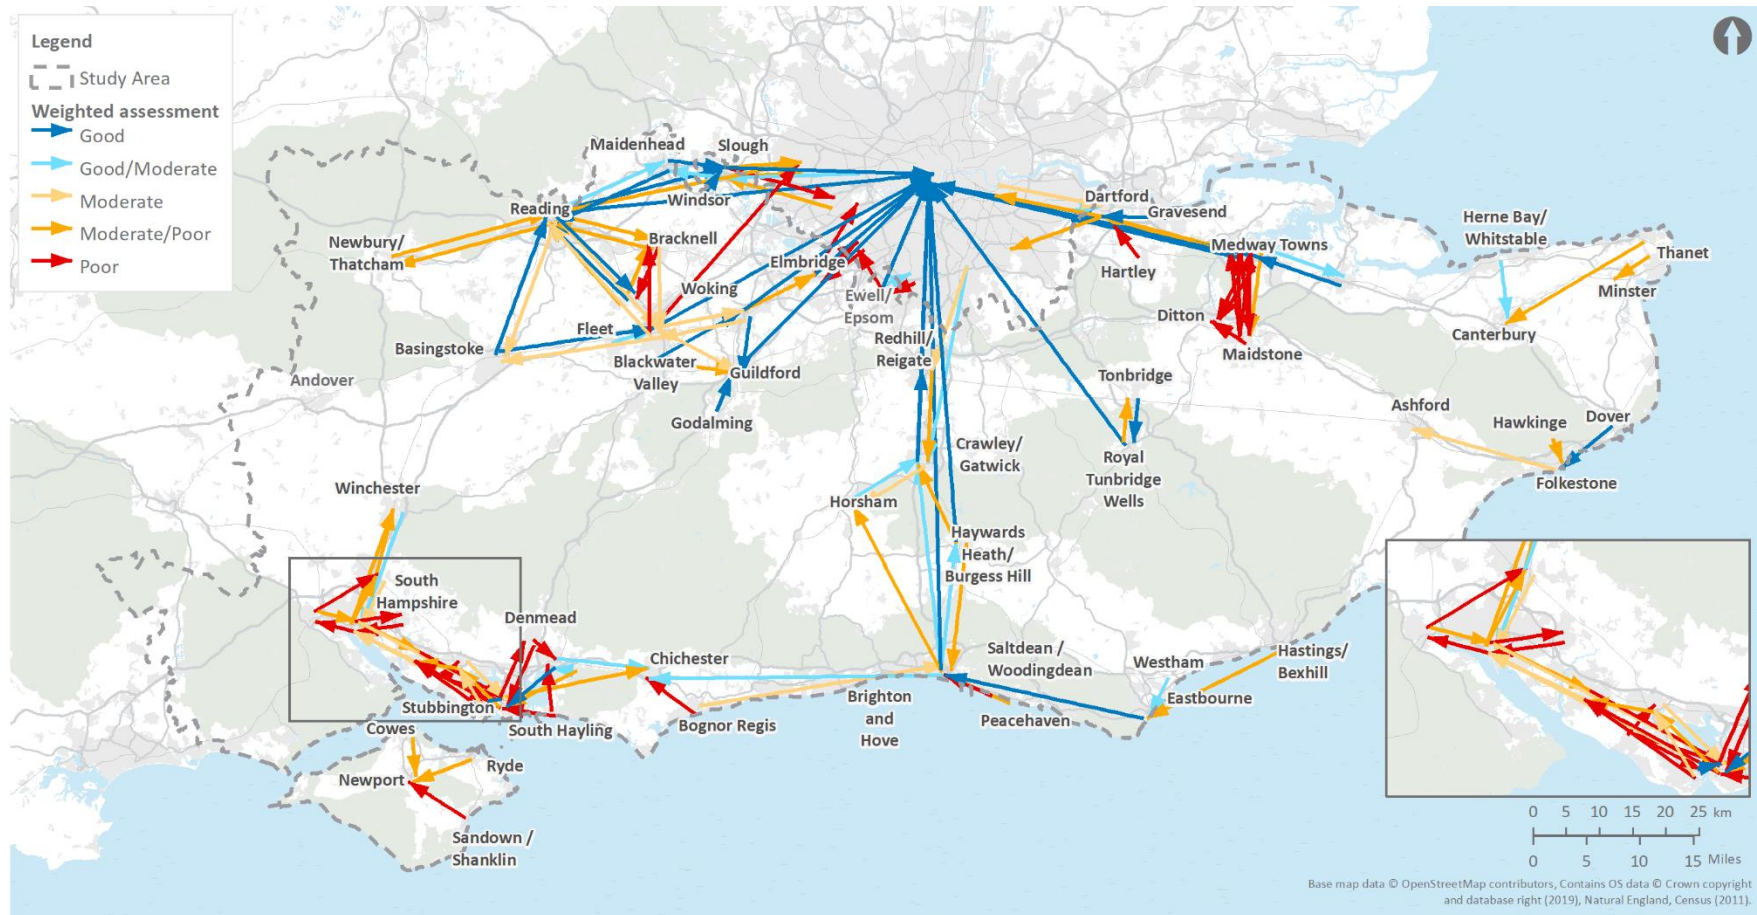 Legend
Study Area
Weighted assessment
Good
Good/Moderate
Moderate
Moderate/Poor
Poor
Maidenhead
Slough
Windsor
Reading
Newbury/
Thatcham
Bracknell
Elmbridge
Woking
Ewell/
Epsom
Fleet
Basingstoke
Blackwater
Valley
Guildford
Andover
Godalming
Redhill/
Reigate
Dartford
Gravesend
Medway Towns
Hartley
Ditton
Maidstone
Herne Bay/
Whitstable
Thanet
Minster
Canterbury
Tonbridge
Royal
Tunbridge
Wells
Ashford
Hawkinge
Dover
Folkestone
Crawley/
Gatwick
Horsham
Haywards
Heath/
Burgess Hill
Winchester
South
Hampshire
Denmead
Chichester
Stubbington
South Hayling
Bognor Regis
Brighton
and
Hove
Saltdean /
Woodingdean
Peacehaven
Westham
Eastbourne
Hastings/
Bexhill
Cowes
Newport
Ryde
Sandown /
Shanklin
0 5 10 15 20 25 km
0 5 10 15 Miles
Base map data © OpenStreetMap contributors, Contains OS data © Crown copyright
and database right (2019), Natural England, Census (2011).